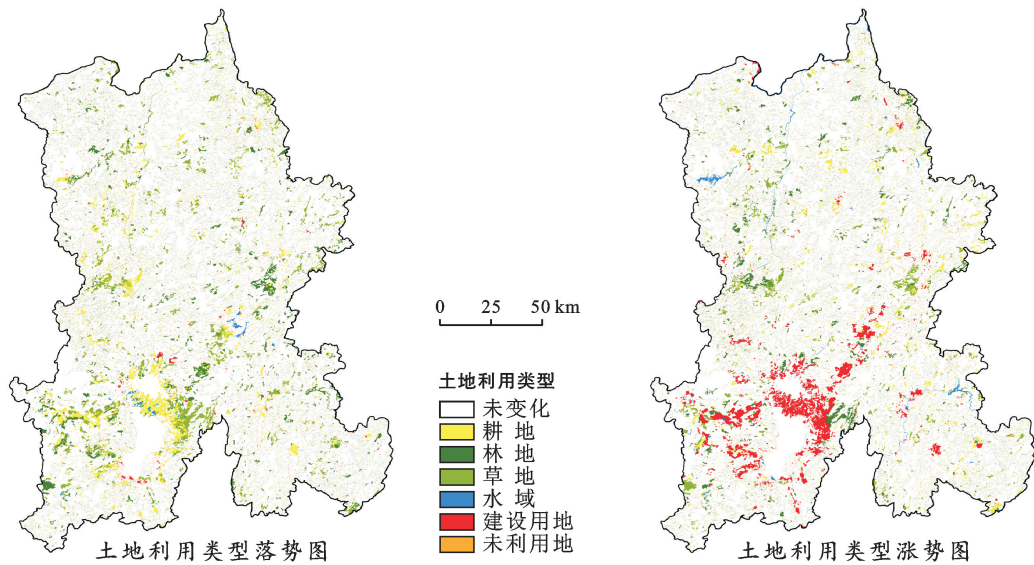 0 25 50 km
土地利用类型
未变化
耕 地
林 地
草 地
水 域
建设用地
未利用地
土地利用类型落势图
土地利用类型涨势图